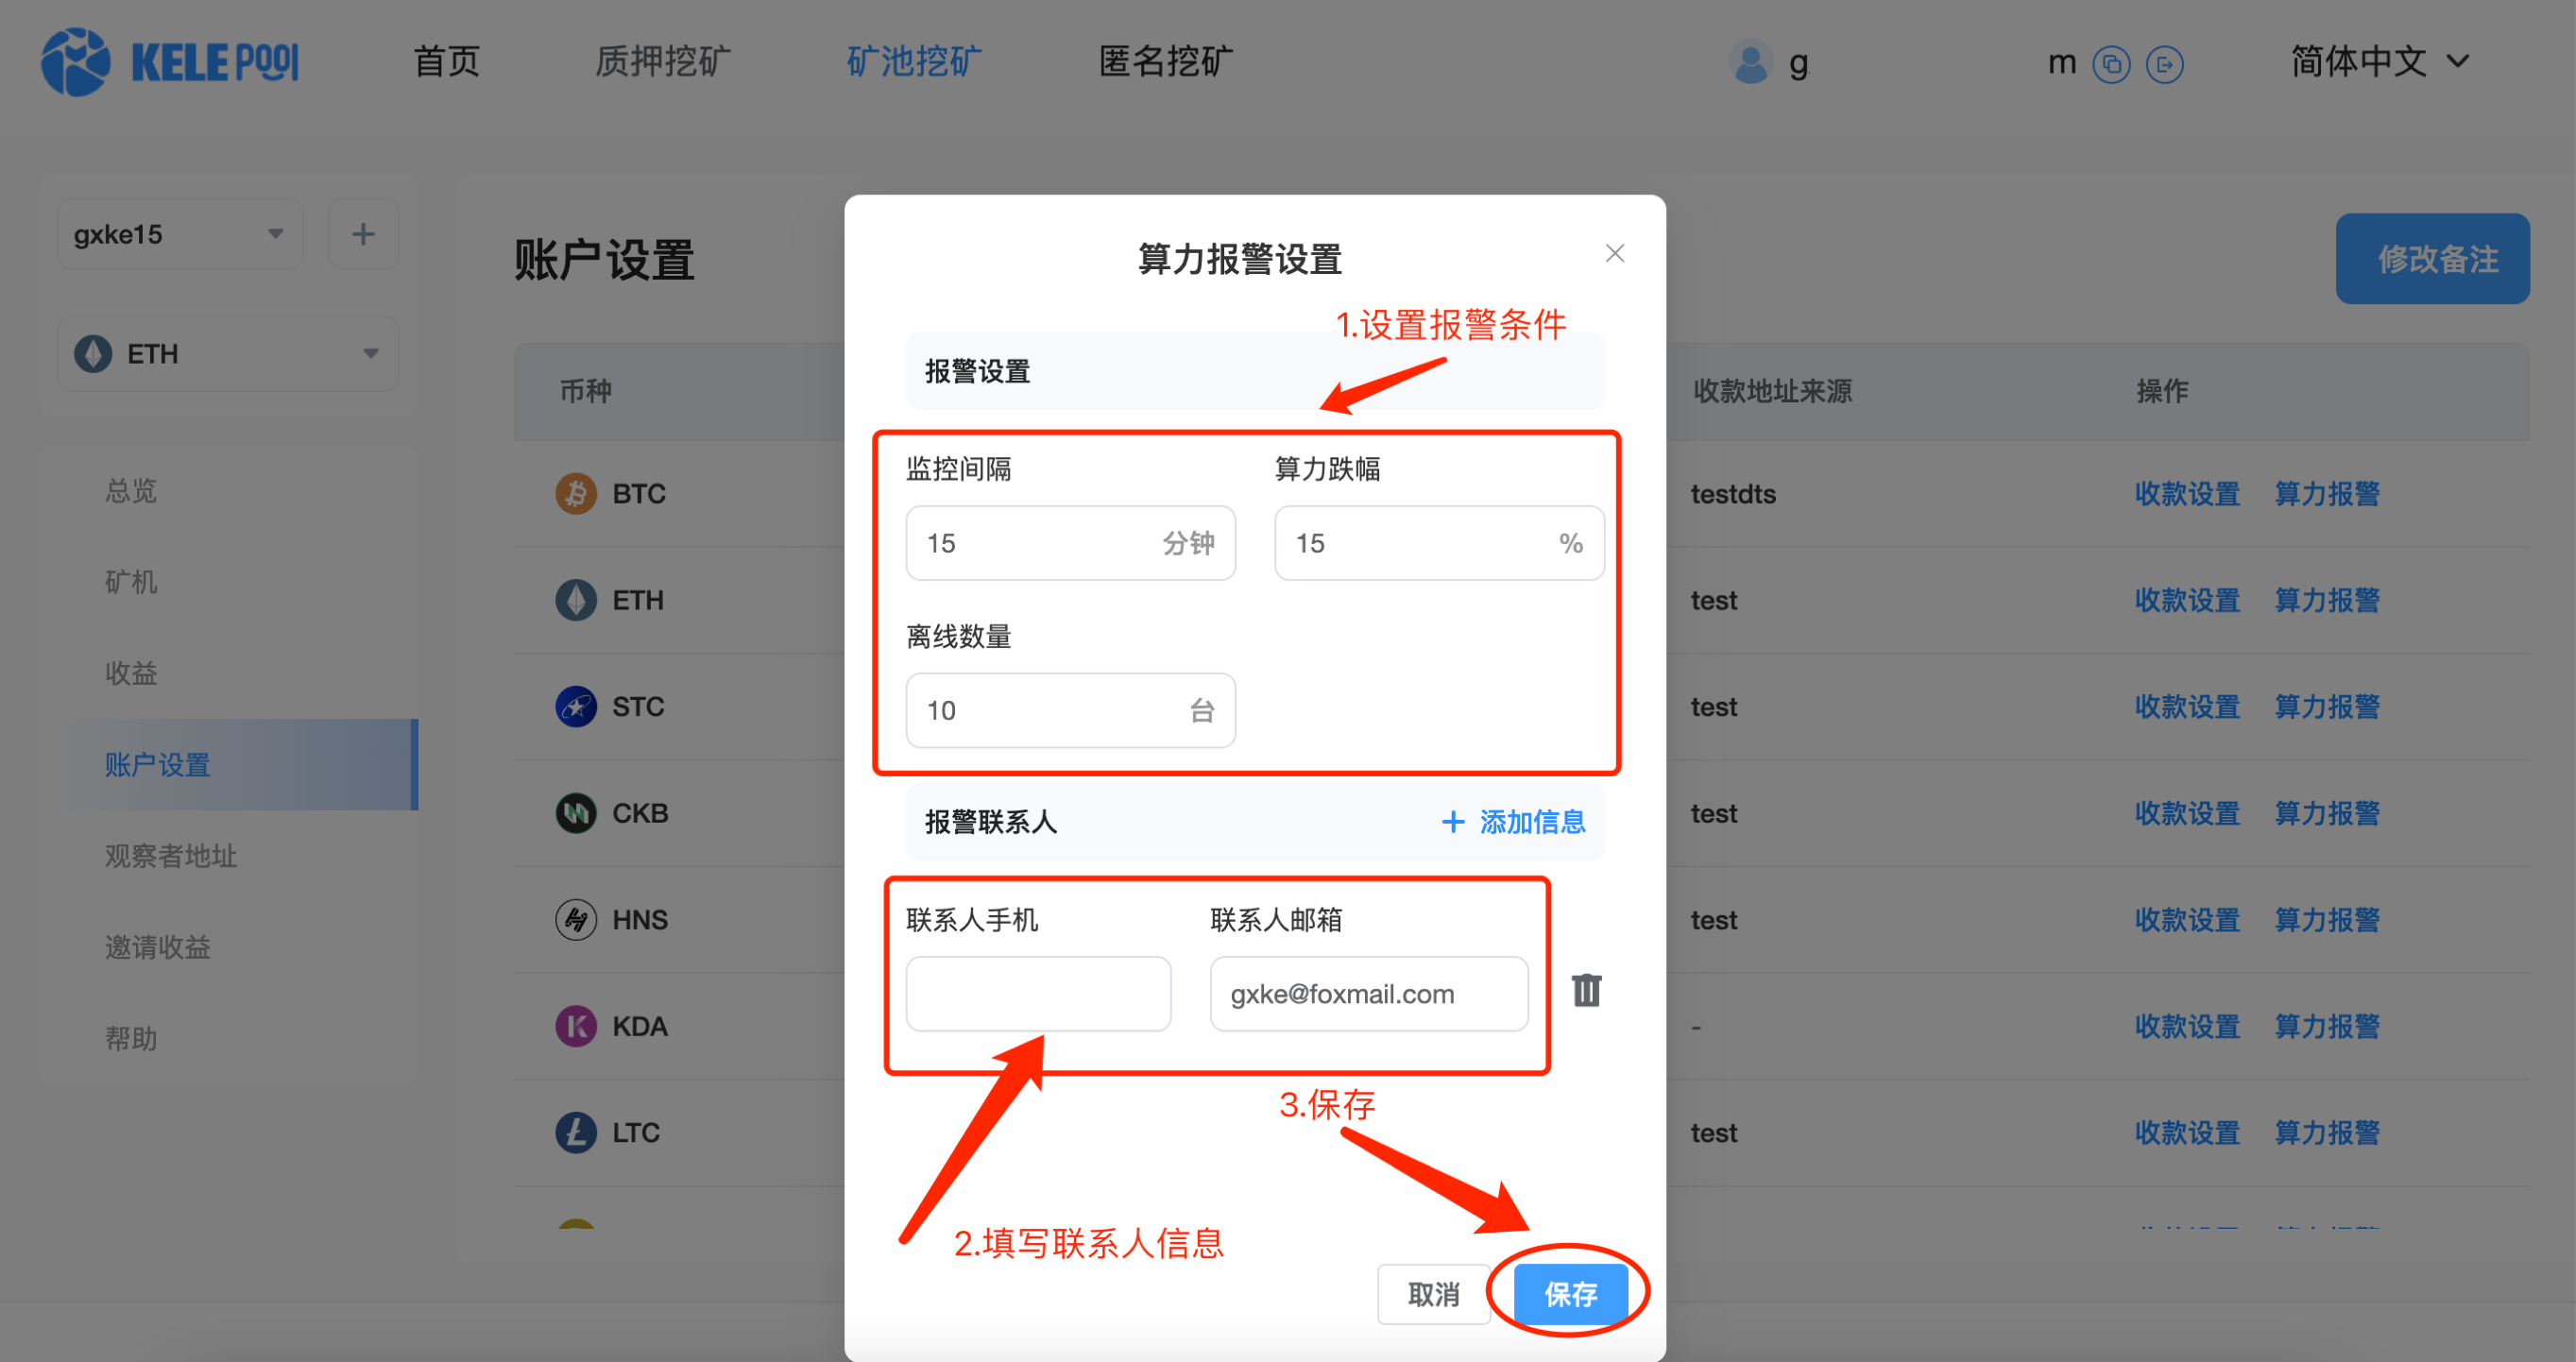 KELE POOL
首页
质押挖矿
矿池挖矿
匿名挖矿
g
m
简体中文
gxke15
ETH
总览
矿机
收益
账户设置
观察者地址
邀请收益
帮助
账户设置
修改备注
币种
收款地址来源
操作
BTC
testdts
收款设置 算力报警
ETH
test
收款设置 算力报警
STC
test
收款设置 算力报警
CKB
test
收款设置 算力报警
HNS
test
收款设置 算力报警
KDA
-
收款设置 算力报警
LTC
test
收款设置 算力报警
算力报警设置
1.设置报警条件
报警设置
监控间隔
算力跌幅
15 分钟
15 %
离线数量
10 台
报警联系人
+ 添加信息
联系人手机
联系人邮箱
gxke@foxmail.com
3.保存
2.填写联系人信息
取消
保存